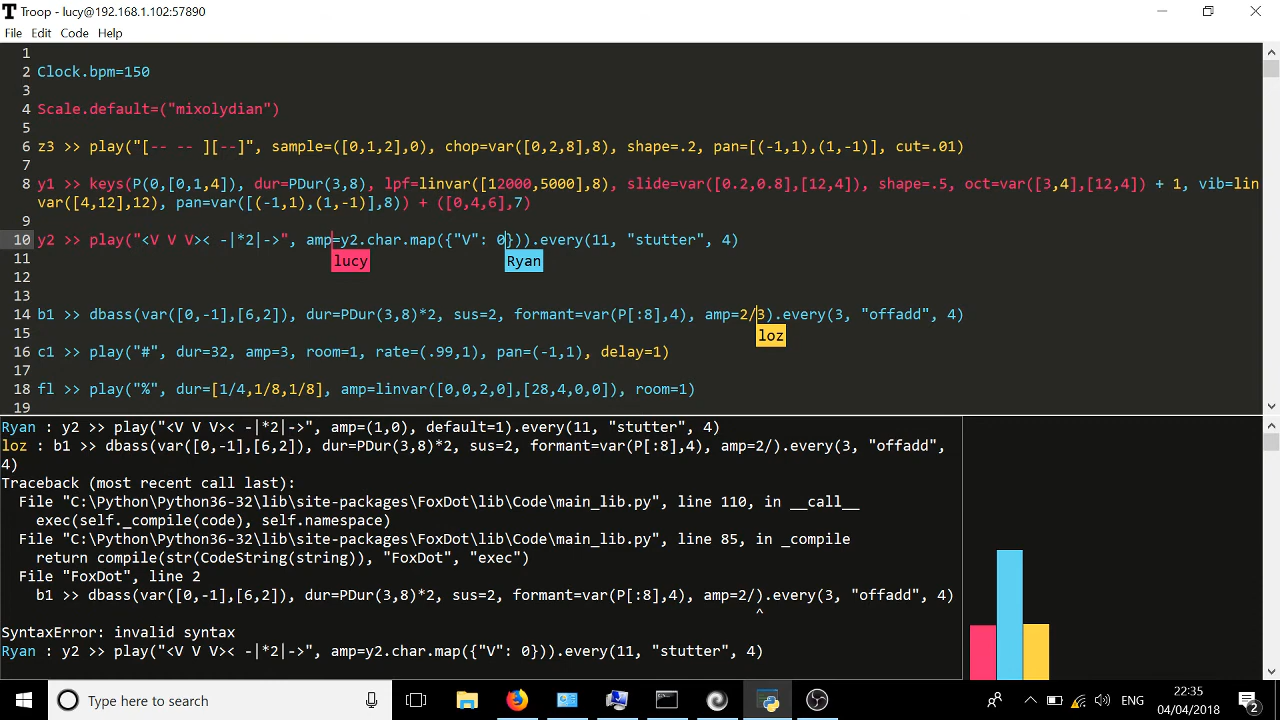 Troop - lucy@192.168.1.102:57890
File Edit Code Help
1
2 Clock.bpm=150
3
4 Scale.default=("mixolydian")
5
6 z3 >> play("[-- -- ][--]", sample=([0,1,2],0), chop=var([0,2,8],8), shape=.2, pan=[(-1,1),(1,-1)], cut=.01)
7
8 y1 >> keys(P(0,[0,1,4]), dur=PDur(3,8), lpf=linvar([12000,5000],8), slide=var([0.2,0.8],[12,4]), shape=.5, oct=var([3,4],[12,4]) + 1, vib=lin
var([4,12],12), pan=var([(-1,1),(1,-1)],8)) + ([0,4,6],7)
9
10 y2 >> play("<V V V>< -|*2|->", amp=y2.char.map({"V": 0})).every(11, "stutter", 4)
11 lucy Ryan
12
13
14 b1 >> dbass(var([0,-1],[6,2]), dur=PDur(3,8)*2, sus=2, formant=var(P[:8],4), amp=2/3).every(3, "offadd", 4)
15 loz
16 c1 >> play("#", dur=32, amp=3, room=1, rate=(.99,1), pan=(-1,1), delay=1)
17
18 fl >> play("%", dur=[1/4,1/8,1/8], amp=linvar([0,0,2,0],[28,4,0,0]), room=1)
19
Ryan : y2 >> play("<V V V>< -|*2|->", amp=(1,0), default=1).every(11, "stutter", 4)
loz : b1 >> dbass(var([0,-1],[6,2]), dur=PDur(3,8)*2, sus=2, formant=var(P[:8],4), amp=2/).every(3, "offadd",
4)
Traceback (most recent call last):
File "C:\Python\Python36-32\lib\site-packages\FoxDot\lib\Code\main_lib.py", line 110, in __call__
exec(self._compile(code), self.namespace)
File "C:\Python\Python36-32\lib\site-packages\FoxDot\lib\Code\main_lib.py", line 85, in _compile
return compile(str(CodeString(string)), "FoxDot", "exec")
File "FoxDot", line 2
b1 >> dbass(var([0,-1],[6,2]), dur=PDur(3,8)*2, sus=2, formant=var(P[:8],4), amp=2/).every(3, "offadd", 4)
^
SyntaxError: invalid syntax
Ryan : y2 >> play("<V V V>< -|*2|->", amp=y2.char.map({"V": 0})).every(11, "stutter", 4)
Type here to search
ENG
22:35
04/04/2018
2